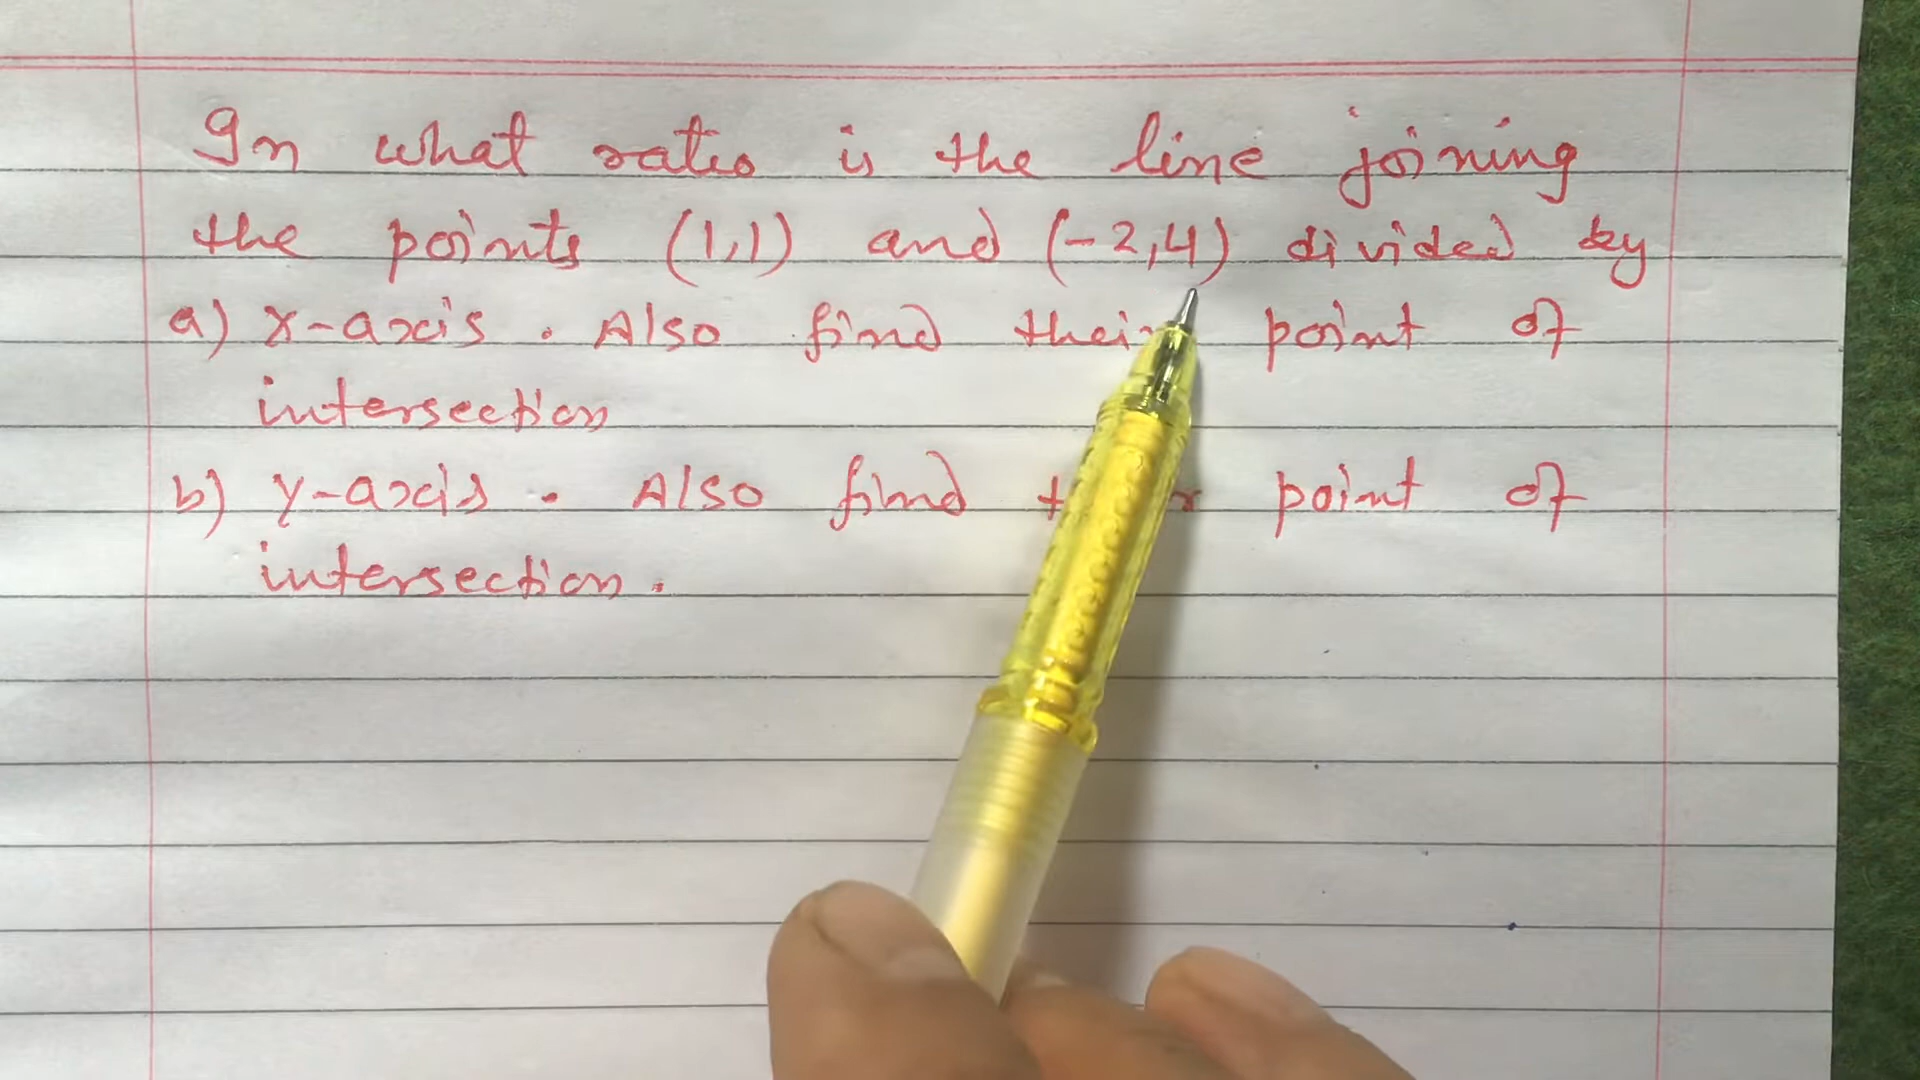 In what ratio is the line joining
the points (1,1) and (-2,4) divided by
a) x-axis. Also find their point of
intersection
b) y-axis. Also find point of
intersection.